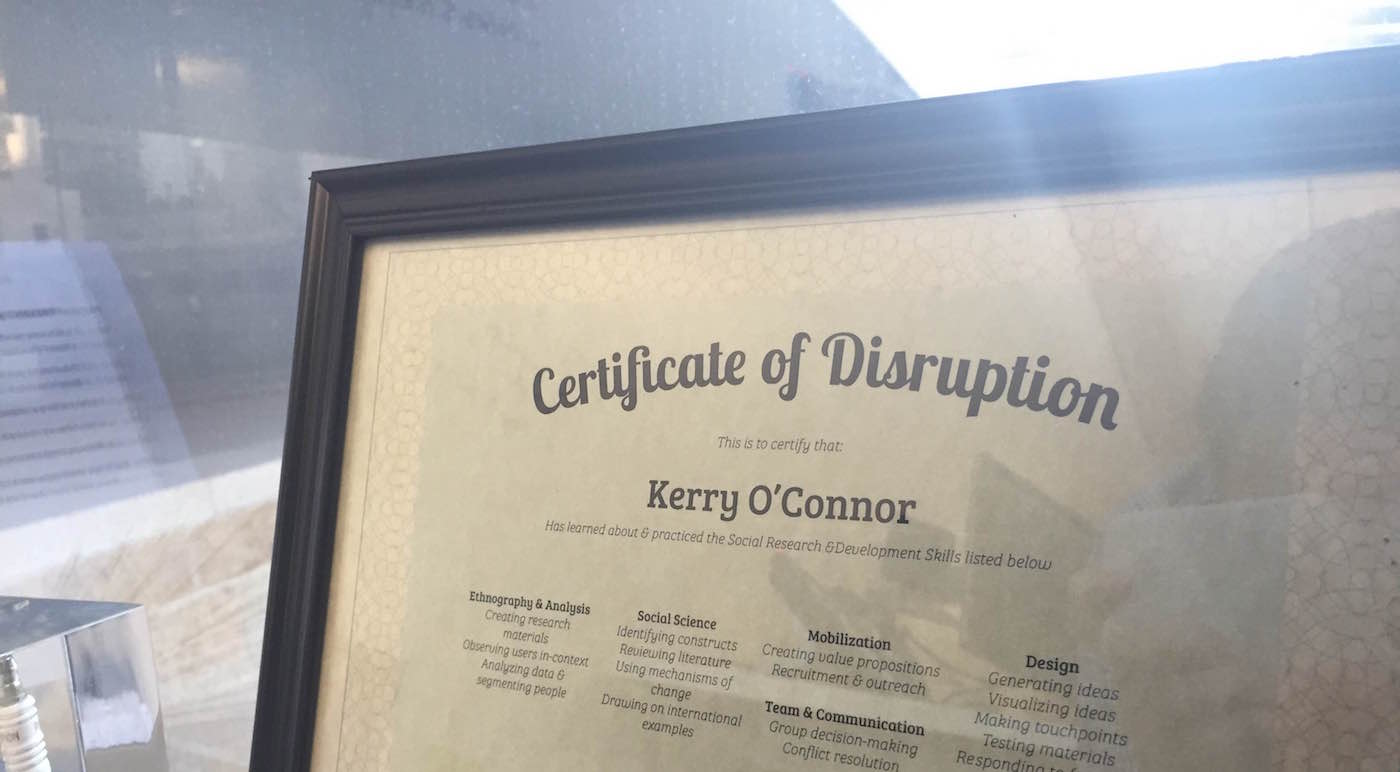 Certificate of Disruption
This is to certify that:
Kerry O'Connor
Has learned about & practiced the Social Research &Development Skills listed below
Ethnography & Analysis
Creating research
materials
Observing users in-context
Analyzing data &
segmenting people
Social Science
Identifying constructs
Reviewing literature
Using mechanisms of
change
Drawing on international
examples
Mobilization
Creating value propositions
Recruitment & outreach
Team & Communication
Group decision-making
Conflict resolution
Design
Generating ideas
Visualizing ideas
Making touchpoints
Testing materials
Responding to